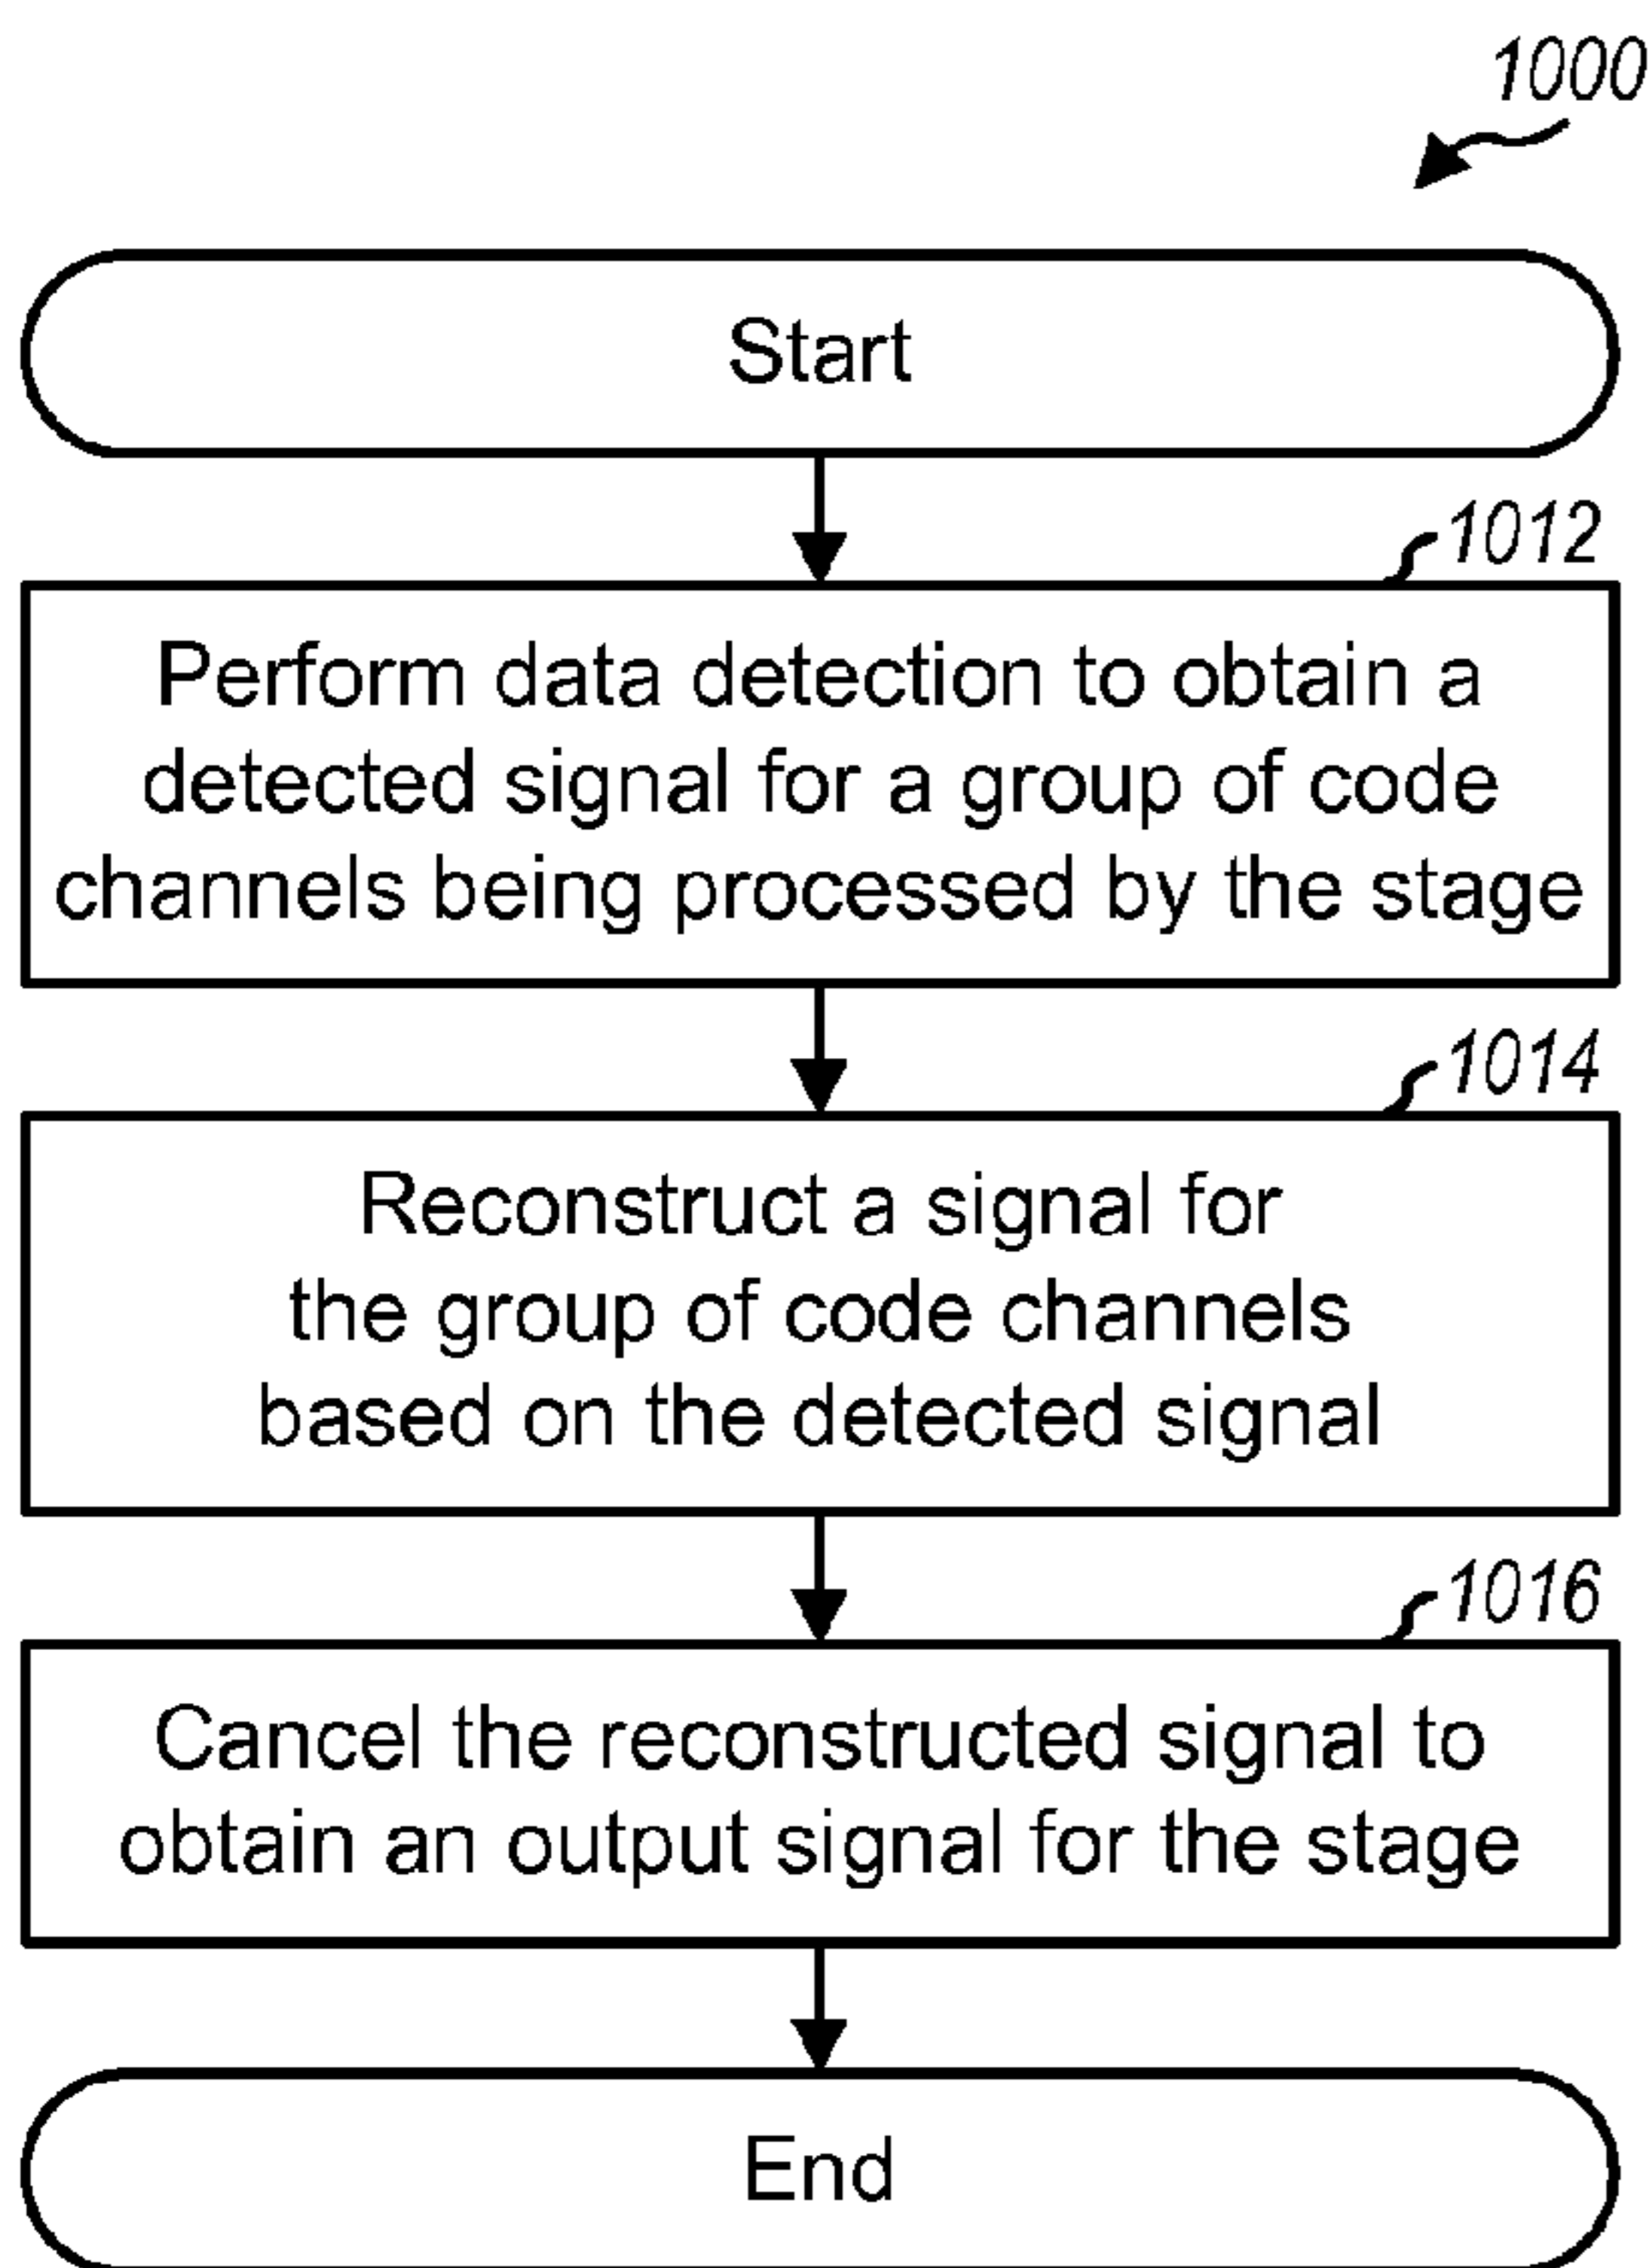 1000
Start
1012
Perform data detection to obtain a
detected signal for a group of code
channels being processed by the stage
1014
Reconstruct a signal for
the group of code channels
based on the detected signal
1016
Cancel the reconstructed signal to
obtain an output signal for the stage
End